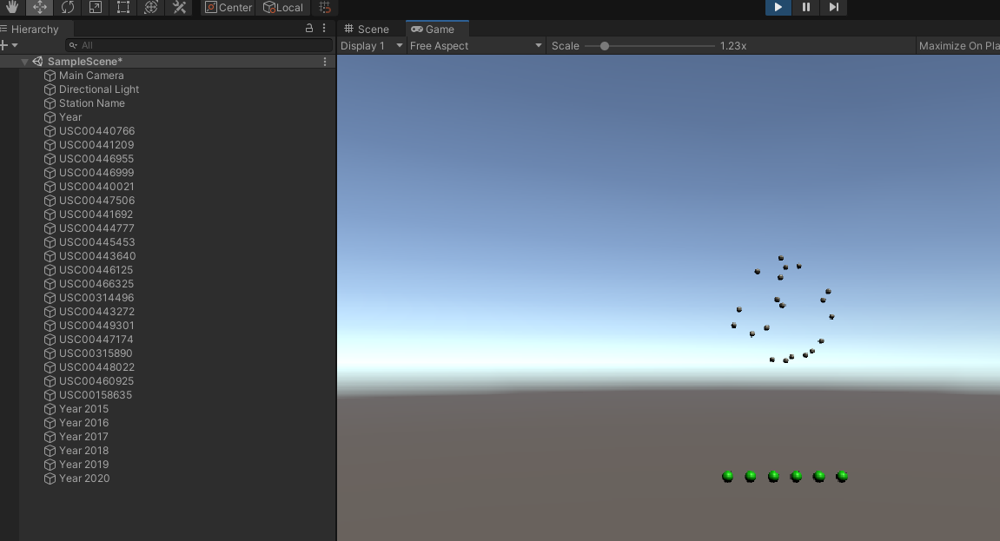 Center Local
Hierarchy
All
SampleScene*
Main Camera
Directional Light
Station Name
Year
USC00440766
USC00441209
USC00446955
USC00446999
USC00440021
USC00447506
USC00441692
USC00444777
USC00445453
USC00443640
USC00446125
USC00466325
USC00314496
USC00443272
USC00449301
USC00447174
USC00315890
USC00448022
USC00460925
USC00158635
Year 2015
Year 2016
Year 2017
Year 2018
Year 2019
Year 2020
Scene Game
Display 1 Free Aspect Scale 1.23x Maximize On Pla